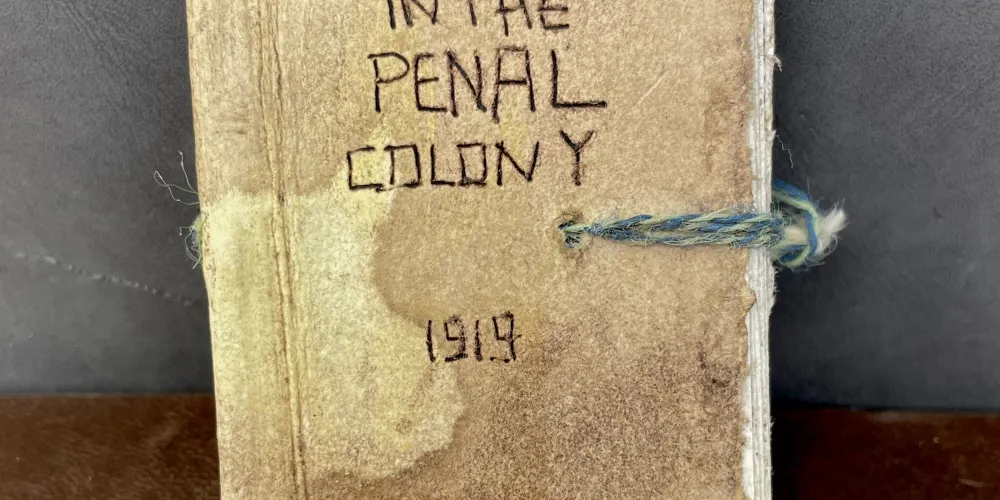 IN THE
PENAL
COLONY
1919